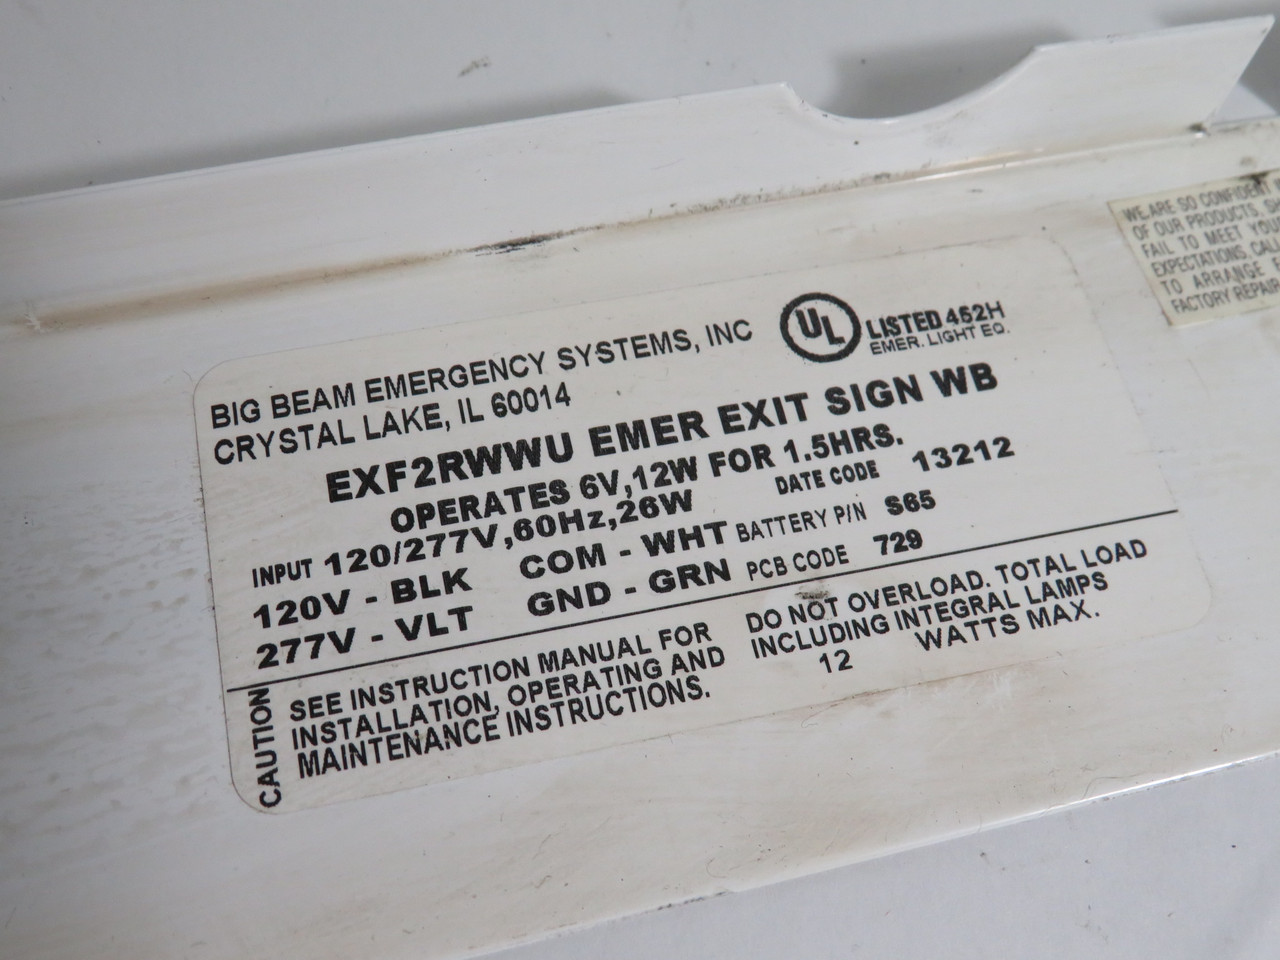 BIG BEAM EMERGENCY SYSTEMS, INC
CRYSTAL LAKE, IL 60014
UL LISTED 452H
EMER. LIGHT EQ.
EXF2RWWU EMER EXIT SIGN WB
OPERATES 6V,12W FOR 1.5HRS.
INPUT 120/277V,60Hz,26W
DATE CODE 13212
120V - BLK COM - WHT BATTERY P/N S65
277V - VLT GND - GRN PCB CODE 729
CAUTION
SEE INSTRUCTION MANUAL FOR
INSTALLATION, OPERATING AND
MAINTENANCE INSTRUCTIONS.
DO NOT OVERLOAD. TOTAL LOAD
INCLUDING INTEGRAL LAMPS
12 WATTS MAX.
WE ARE SO CONFIDENT
OF OUR PRODUCTS,
FAIL TO MEET
EXPECTATIONS,
TO ARRANGE
FACTORY REPAIR